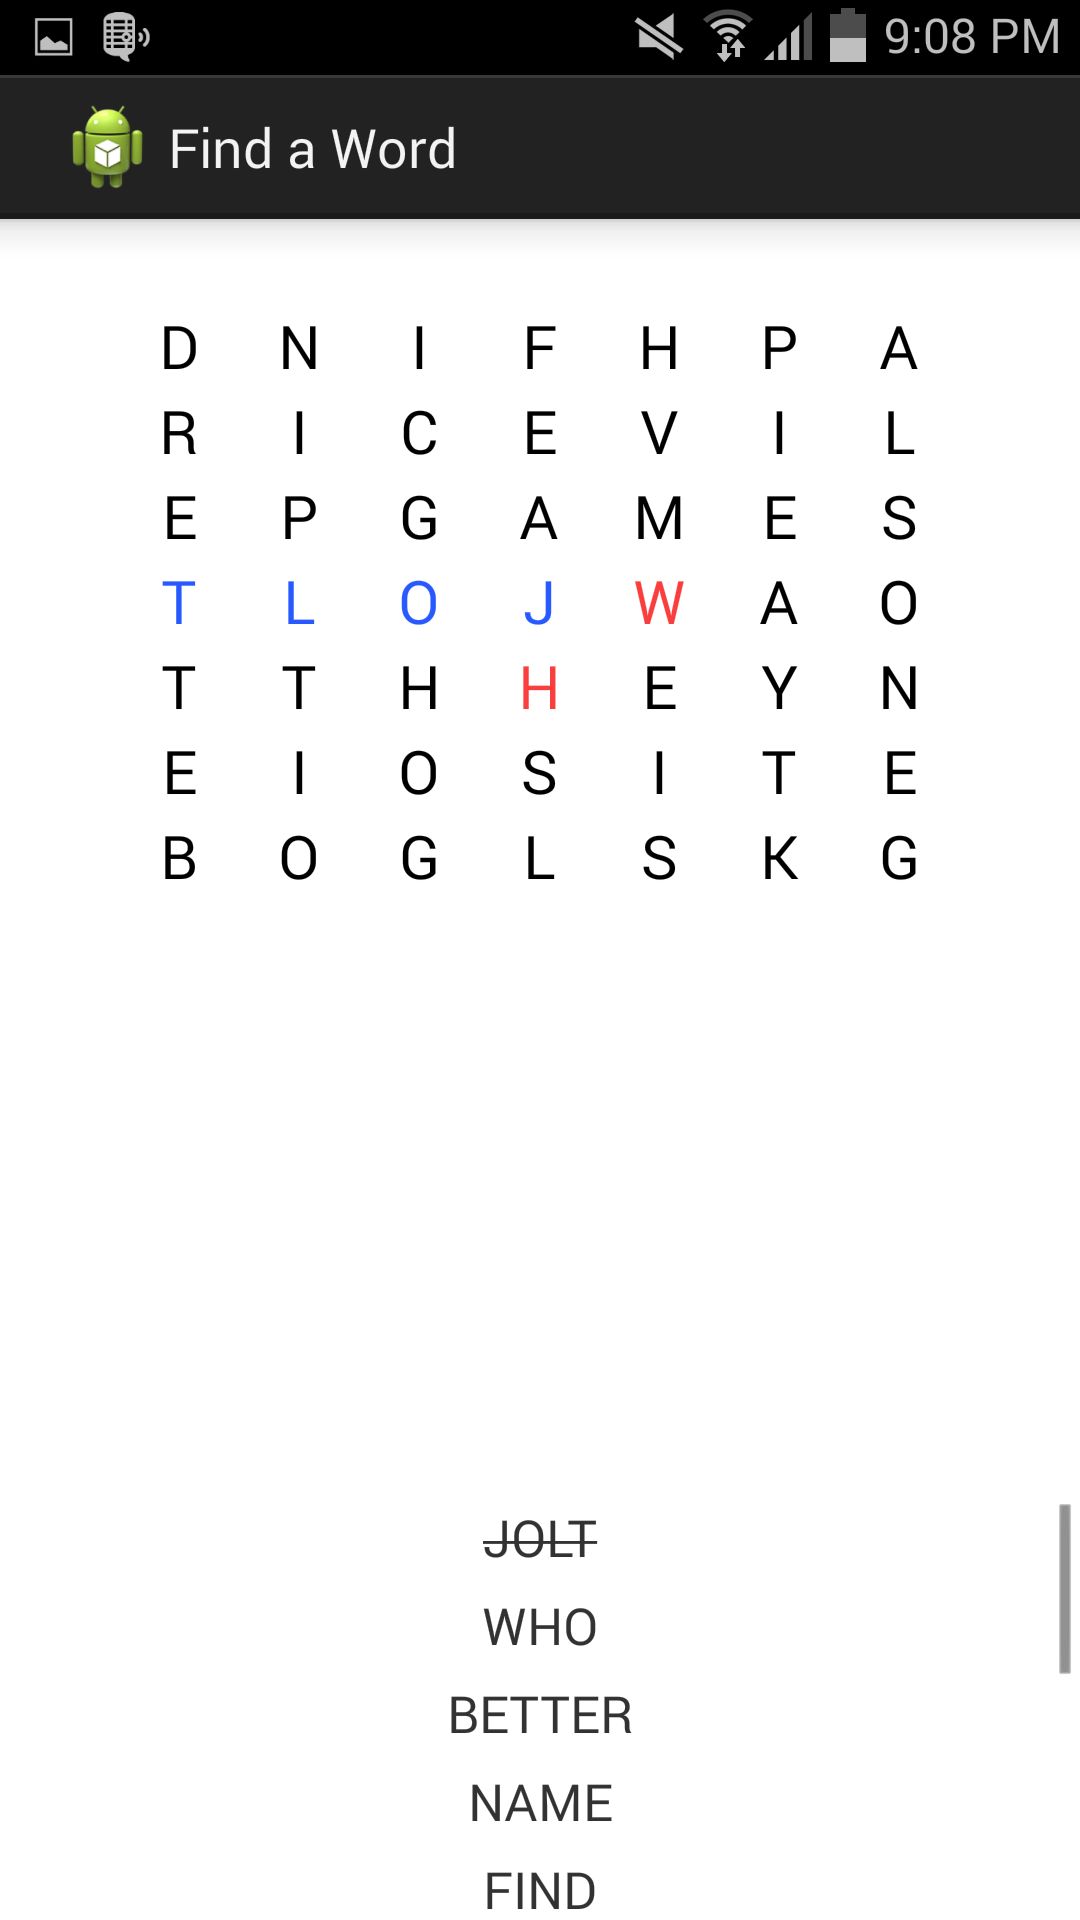 9:08 PM
Find a Word
D N I F H P A
R I C E V I L
E P G A M E S
T L O J W A O
T T H H E Y N
E I O S I T E
B O G L S K G
JOLT
WHO
BETTER
NAME
FIND